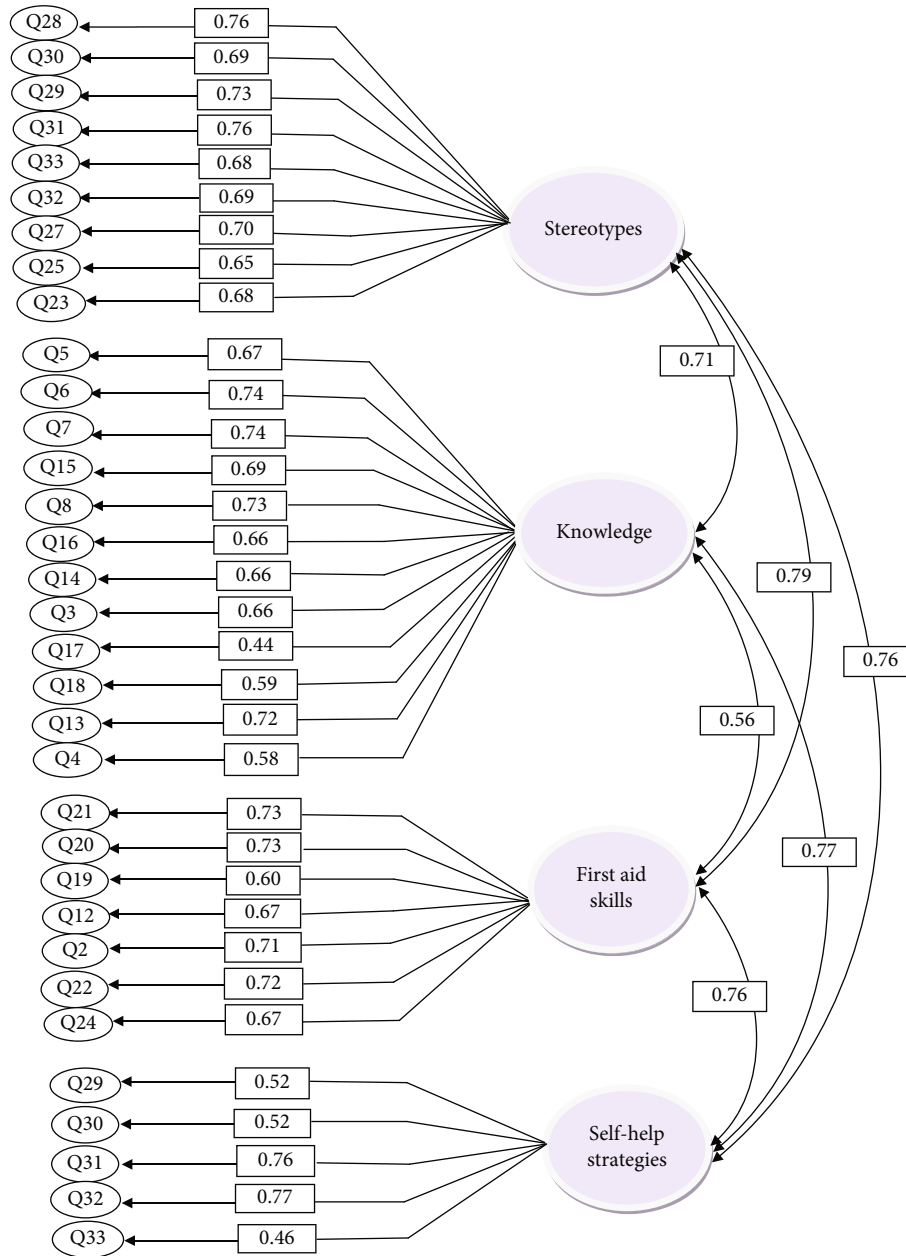 Q28 0.76
Q30 0.69
Q29 0.73
Q31 0.76
Q33 0.68
Q32 0.69
Q27 0.70
Q25 0.65
Q23 0.68
Stereotypes
Q5 0.67
Q6 0.74
Q7 0.74
Q15 0.69
Q8 0.73
Q16 0.66
Q14 0.66
Q3 0.66
Q17 0.44
Q18 0.59
Q13 0.72
Q4 0.58
Knowledge
Q21 0.73
Q20 0.73
Q19 0.60
Q12 0.67
Q2 0.71
Q22 0.72
Q24 0.67
First aid
skills
Q29 0.52
Q30 0.52
Q31 0.76
Q32 0.77
Q33 0.46
Self-help
strategies
0.71
0.79
0.76
0.56
0.77
0.76